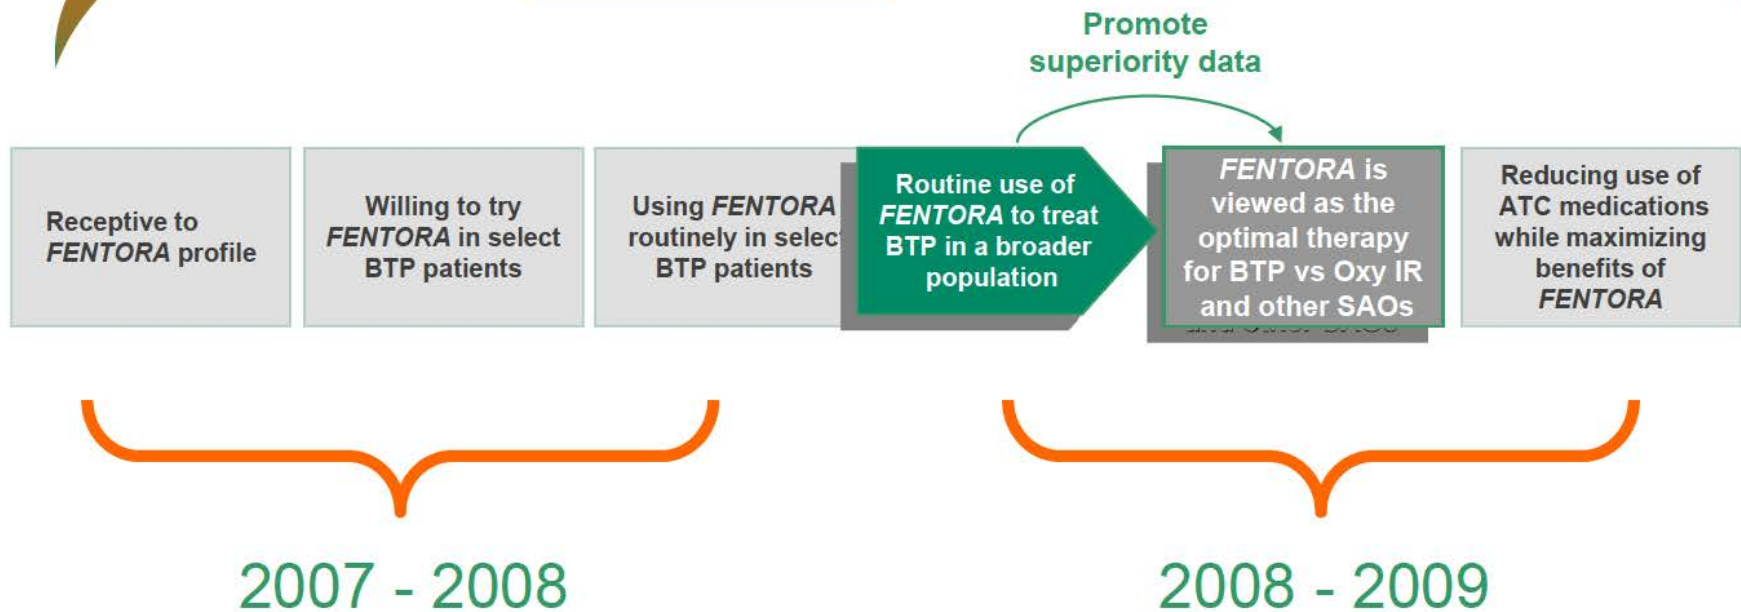 Promote
superiority data
Receptive to
FENTORA profile
Willing to try
FENTORA in select
BTP patients
Using FENTORA
routinely in select
BTP patients
Routine use of
FENTORA to treat
BTP in a broader
population
FENTORA is
viewed as the
optimal therapy
for BTP vs Oxy IR
and other SAOs
Reducing use of
ATC medications
while maximizing
benefits of
FENTORA
2007 - 2008
2008 - 2009